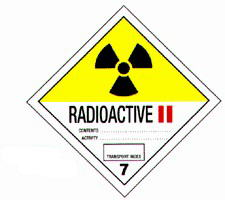 RADIOACTIVE II
CONTENTS
ACTIVITY
TRANSPORT INDEX
7